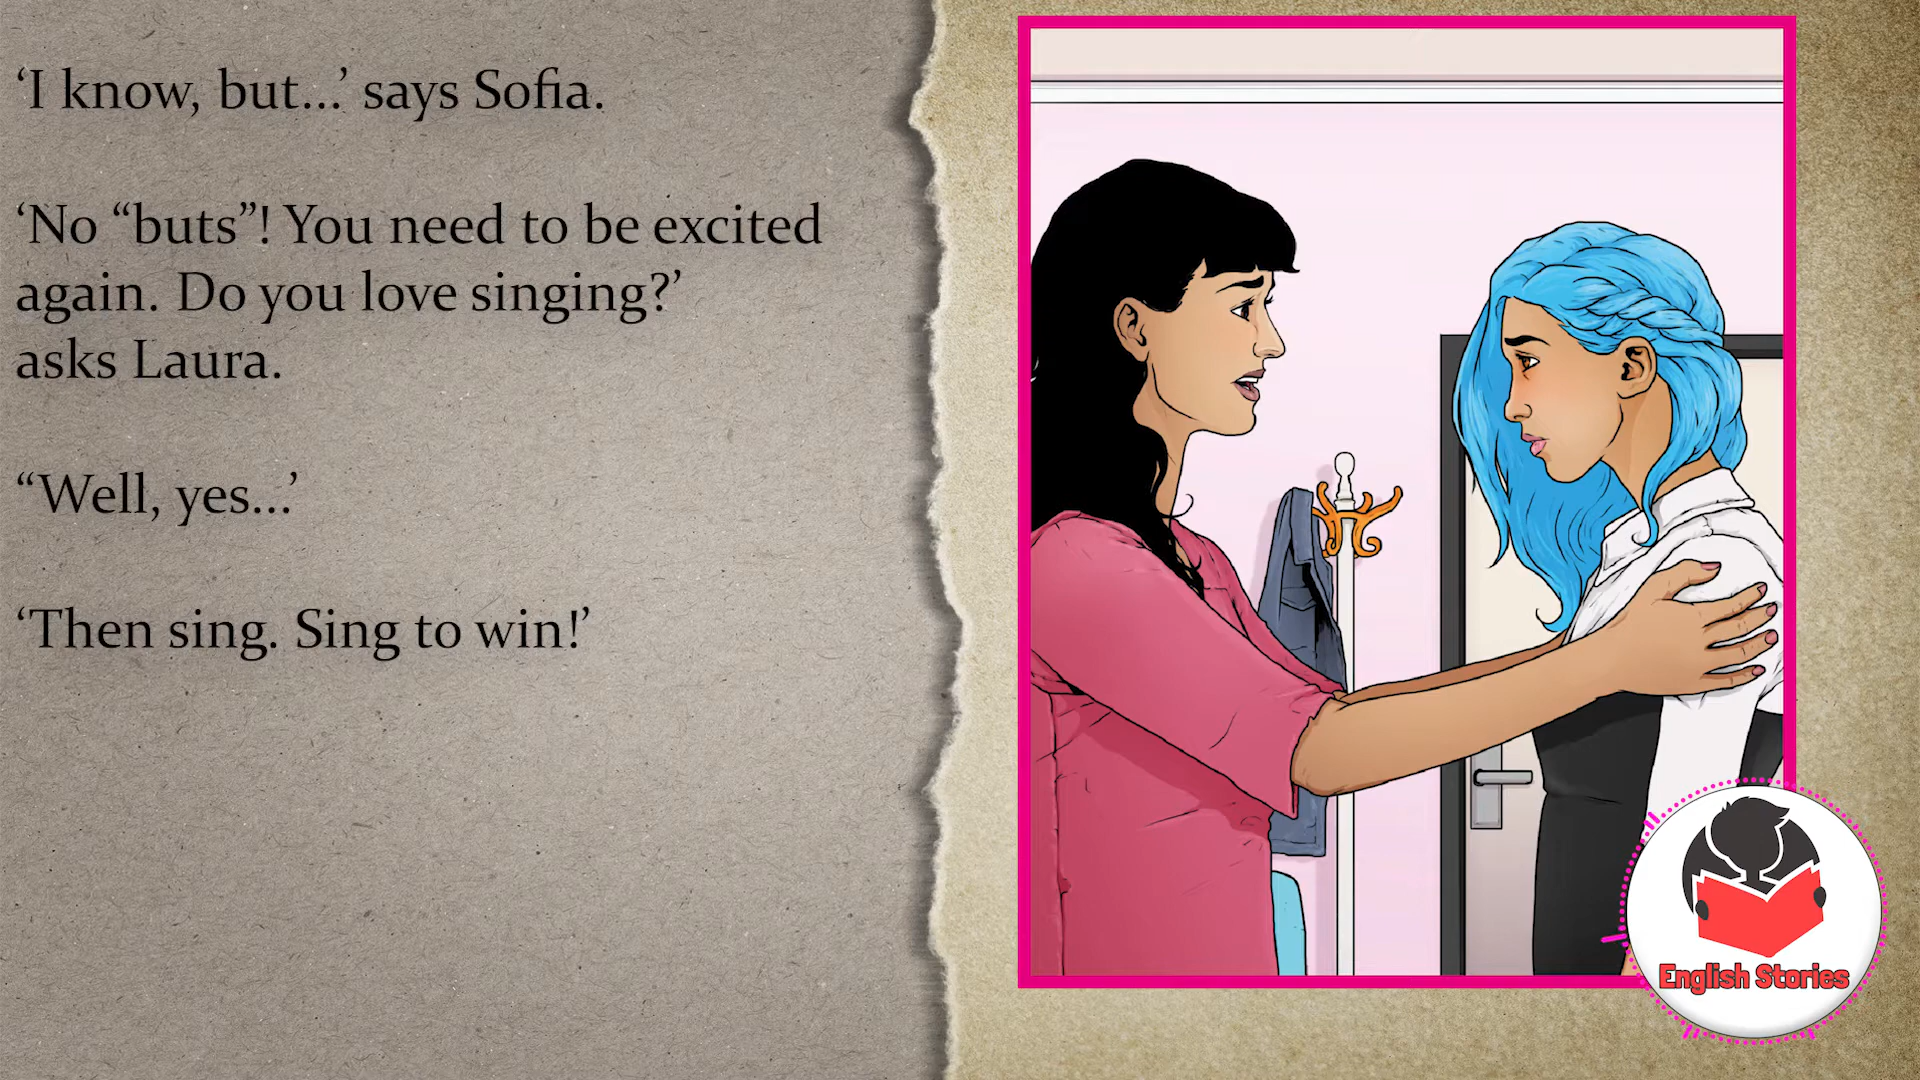 ‘I know, but...’ says Sofia.
‘No “buts”! You need to be excited
again. Do you love singing?’
asks Laura.
“Well, yes...’
‘Then sing. Sing to win!’
English Stories